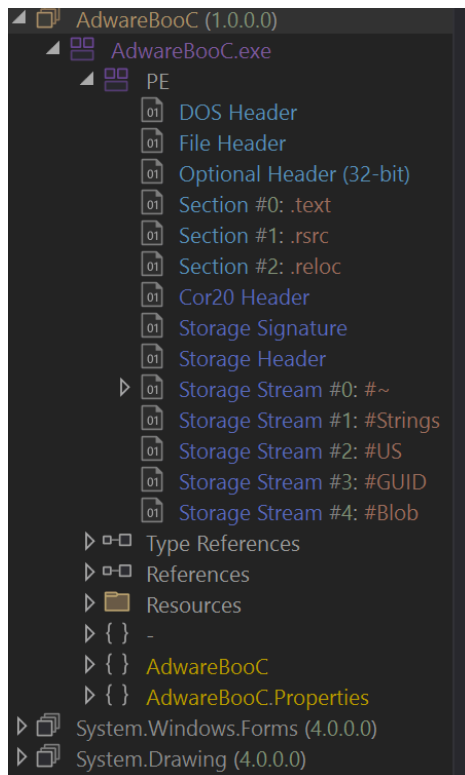 AdwareBooC (1.0.0.0)
AdwareBooC.exe
PE
DOS Header
File Header
Optional Header (32-bit)
Section #0: .text
Section #1: .rsrc
Section #2: .reloc
Cor20 Header
Storage Signature
Storage Header
Storage Stream #0: #~
Storage Stream #1: #Strings
Storage Stream #2: #US
Storage Stream #3: #GUID
Storage Stream #4: #Blob
Type References
References
Resources
{ } -
{ } AdwareBooC
{ } AdwareBooC.Properties
System.Windows.Forms (4.0.0.0)
System.Drawing (4.0.0.0)